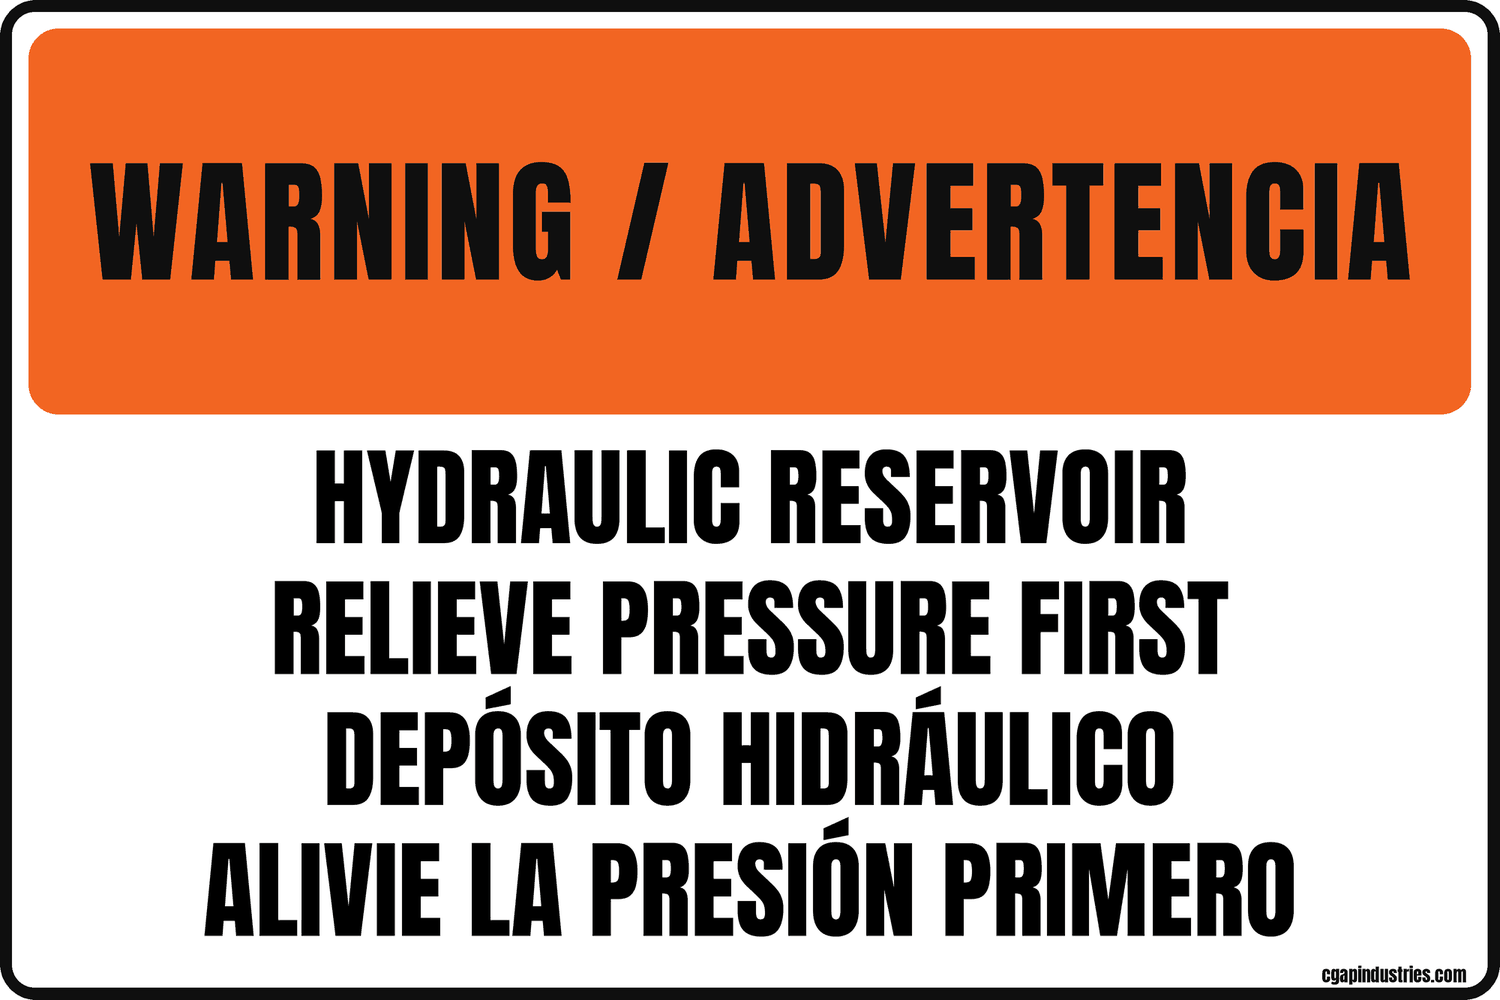 WARNING / ADVERTENCIA
HYDRAULIC RESERVOIR
RELIEVE PRESSURE FIRST
DEPÓSITO HIDRÁULICO
ALIVIE LA PRESIÓN PRIMERO
cgapindustries.com